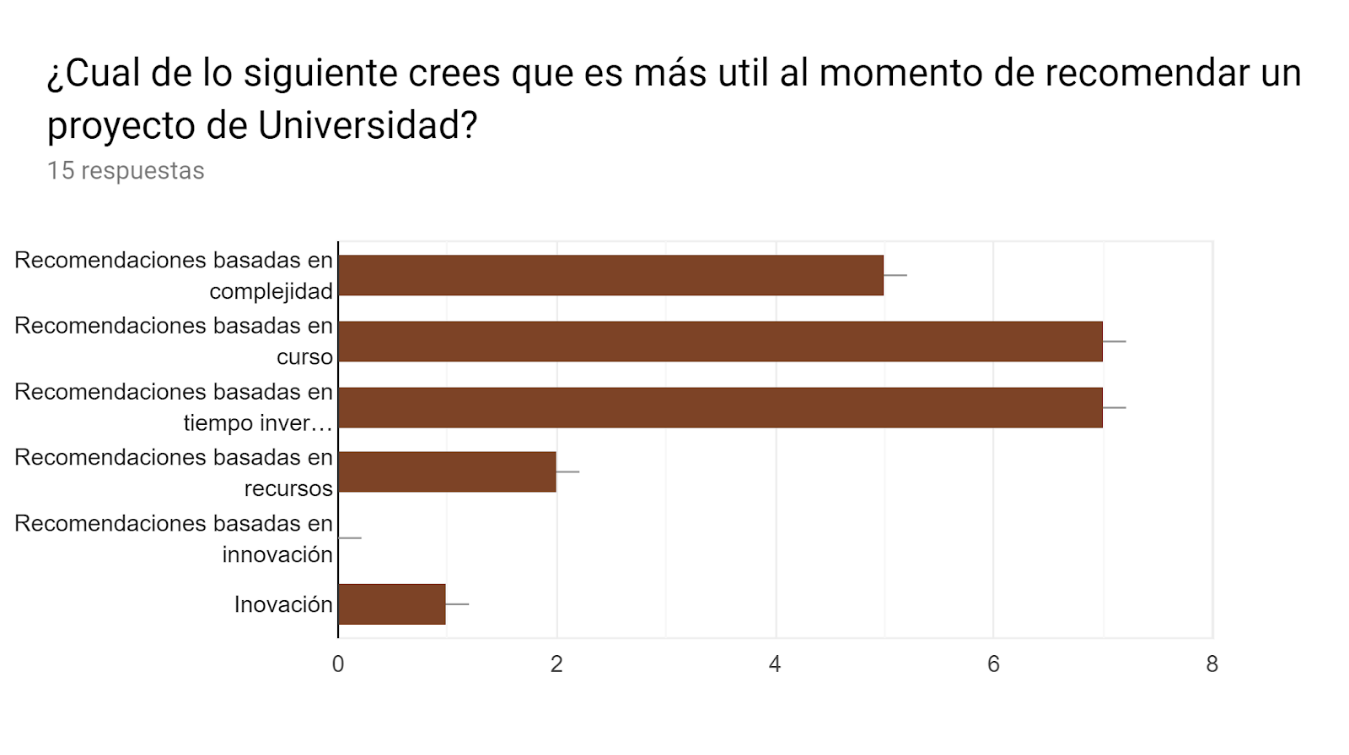 ¿Cual de lo siguiente crees que es más util al momento de recomendar un
proyecto de Universidad?
15 respuestas
Recomendaciones basadas en
complejidad
Recomendaciones basadas en
curso
Recomendaciones basadas en
tiempo inver…
Recomendaciones basadas en
recursos
Recomendaciones basadas en
innovación
Inovación
0 2 4 6 8